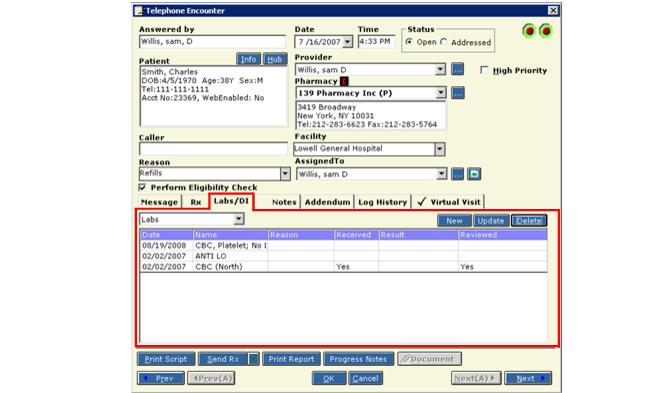 Telephone Encounter
Answered by Date Time Status
Willis, sam, D 7 /16/2007 4:33 PM Open Addressed
Patient Info Hub Provider
Smith, Charles
DOB:4/5/1970 Age:38Y Sex:M
Tel:111-111-1111
Acct No:23369, WebEnabled: No
Willis, sam D ... High Priority
Pharmacy E
139 Pharmacy Inc (P) ...
3419 Broadway
New York, NY 10031
Tel:212-283-6623 Fax:212-283-5764
Caller Facility
Lowell General Hospital
Reason AssignedTo
Refills Willis, sam D ...
Perform Eligibility Check
Message Rx Labs/DI Notes Addendum Log History Virtual Visit
Labs New Update Delete
Date Name Reason Received Result Reviewed
08/19/2008 CBC, Platelet; No
02/02/2007 ANTI LO
02/02/2007 CBC (North) Yes Yes
Print Script Send Rx Print Report Progress Notes Document
Prev Prev(A) OK Cancel Next(A) Next